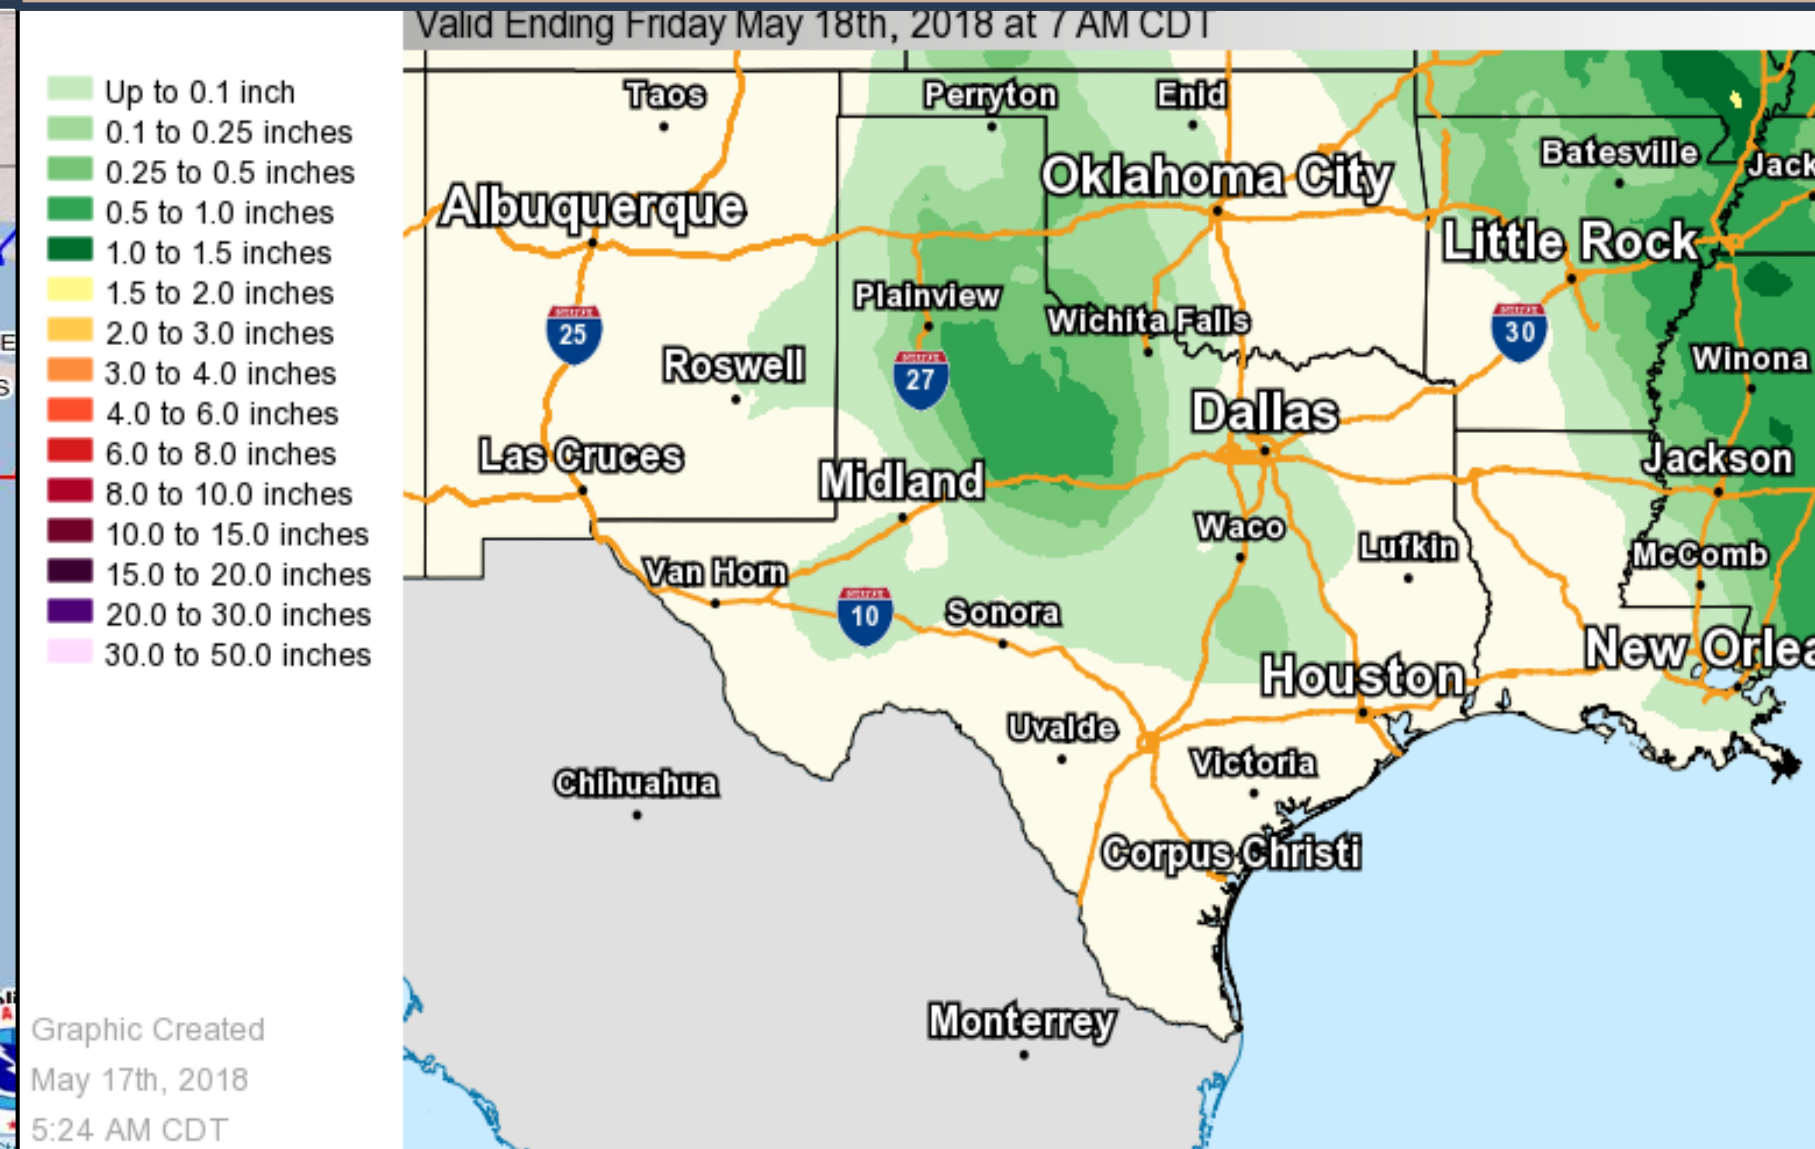 Valid Ending Friday May 18th, 2018 at 7 AM CDT
Up to 0.1 inch
0.1 to 0.25 inches
0.25 to 0.5 inches
0.5 to 1.0 inches
1.0 to 1.5 inches
1.5 to 2.0 inches
2.0 to 3.0 inches
3.0 to 4.0 inches
4.0 to 6.0 inches
6.0 to 8.0 inches
8.0 to 10.0 inches
10.0 to 15.0 inches
15.0 to 20.0 inches
20.0 to 30.0 inches
30.0 to 50.0 inches
Graphic Created
May 17th, 2018
5:24 AM CDT
Taos
Perryton
Enid
Batesville
Jack
Oklahoma City
Albuquerque
Little Rock
Plainview
Wichita Falls
25
30
Roswell
27
Winona
Dallas
Las Cruces
Midland
Jackson
Waco
Lufkin
McComb
Van Horn
10
Sonora
New Orlea
Houston
Uvalde
Victoria
Chihuahua
Corpus Christi
Monterrey